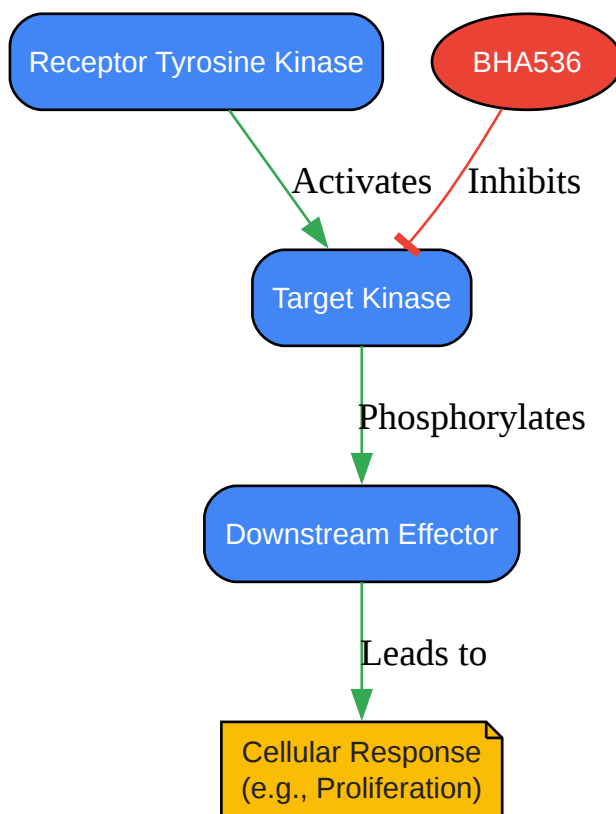 Receptor Tyrosine Kinase
BHA536
Activates
Inhibits
Target Kinase
Phosphorylates
Downstream Effector
Leads to
Cellular Response
(e.g., Proliferation)